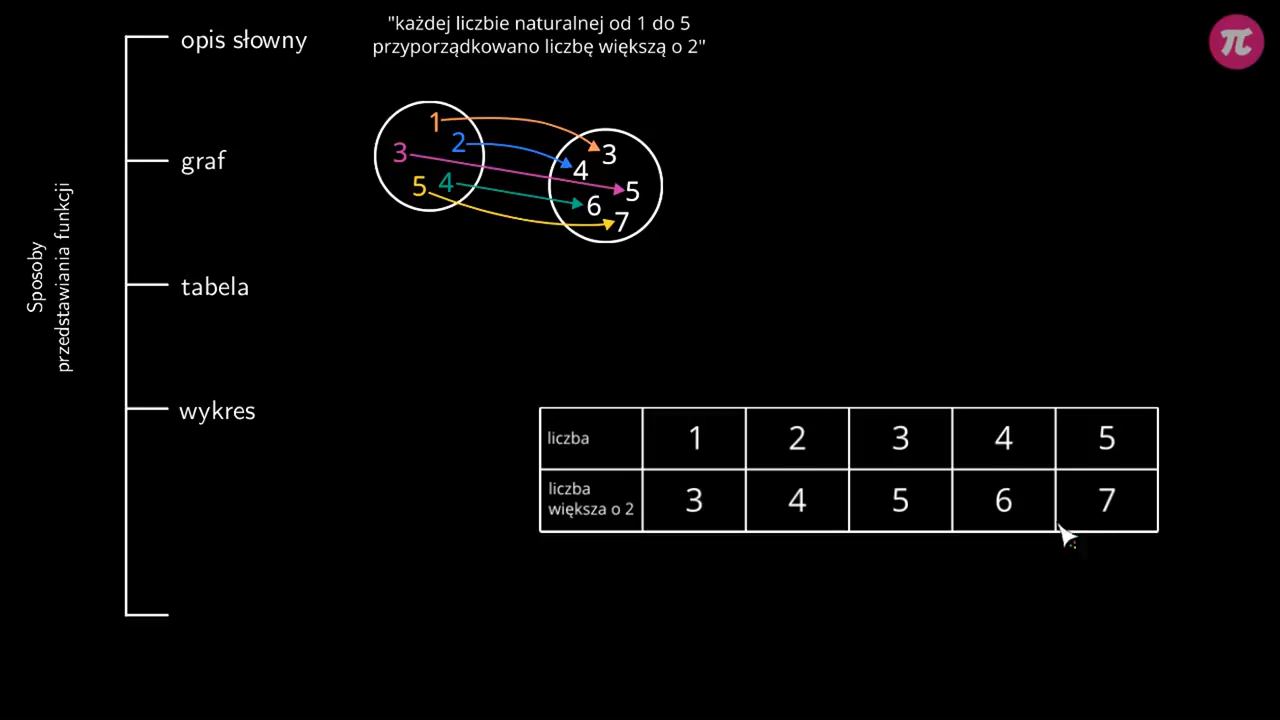 opis słowny
"każdej liczbie naturalnej od 1 do 5
przyporządkowano liczbę większą o 2"
π
graf
1
2
3
5 4
3
4
5
6
7
Sposoby
przedstawiania funkcji
tabela
wykres
liczba 1 2 3 4 5
liczba
większa o 2 3 4 5 6 7